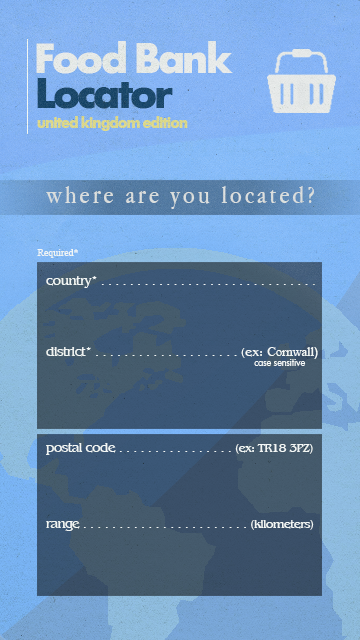 Food Bank
Locator
united kingdom edition
where are you located?
Required*
country* . . . . . . . . . . . . . . . . . . . . . . . . . . . . . .
district* . . . . . . . . . . . . . . . . . . . . (ex: Cornwall)
case sensitive
postal code. . . . . . . . . . . . . . . . (ex: TR18 3PZ)
range. . . . . . . . . . . . . . . . . . . . . . . (kilometers)